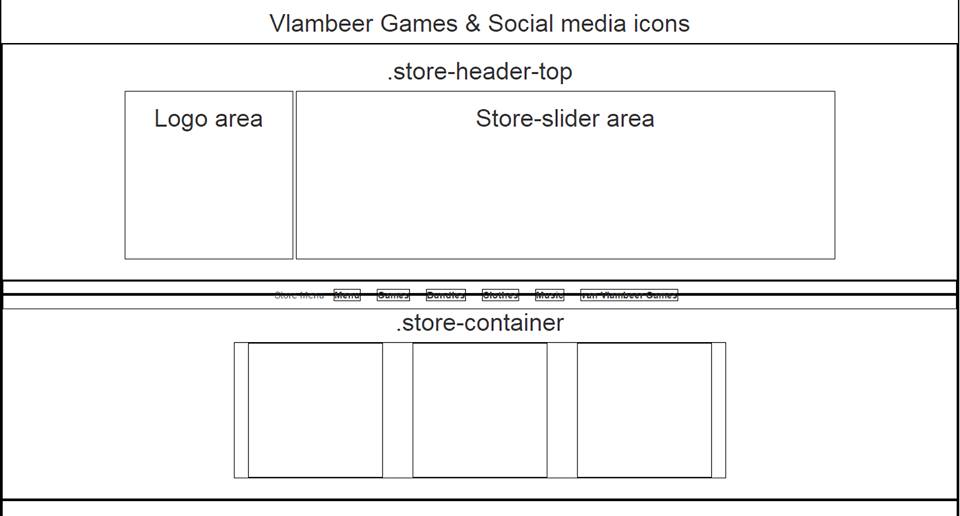 Vlambeer Games & Social media icons
.store-header-top
Logo area Store-slider area
Store Menu Menu Games Bundles Clothes Music Fan Vlambeer Games
.store-container